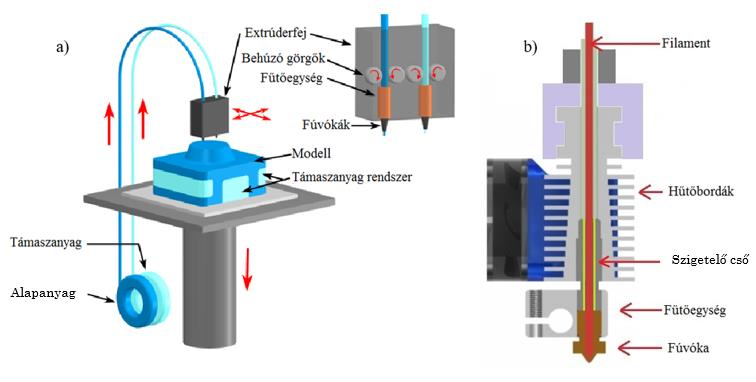 a)
Extrúderfej
Behúzó görgők
Fűtőegység
Fúvókák
Modell
Támaszanyag rendszer
Támaszanyag
Alapanyag
b)
Filament
Hűtőbordák
Szigetelő cső
Fűtőegység
Fúvóka